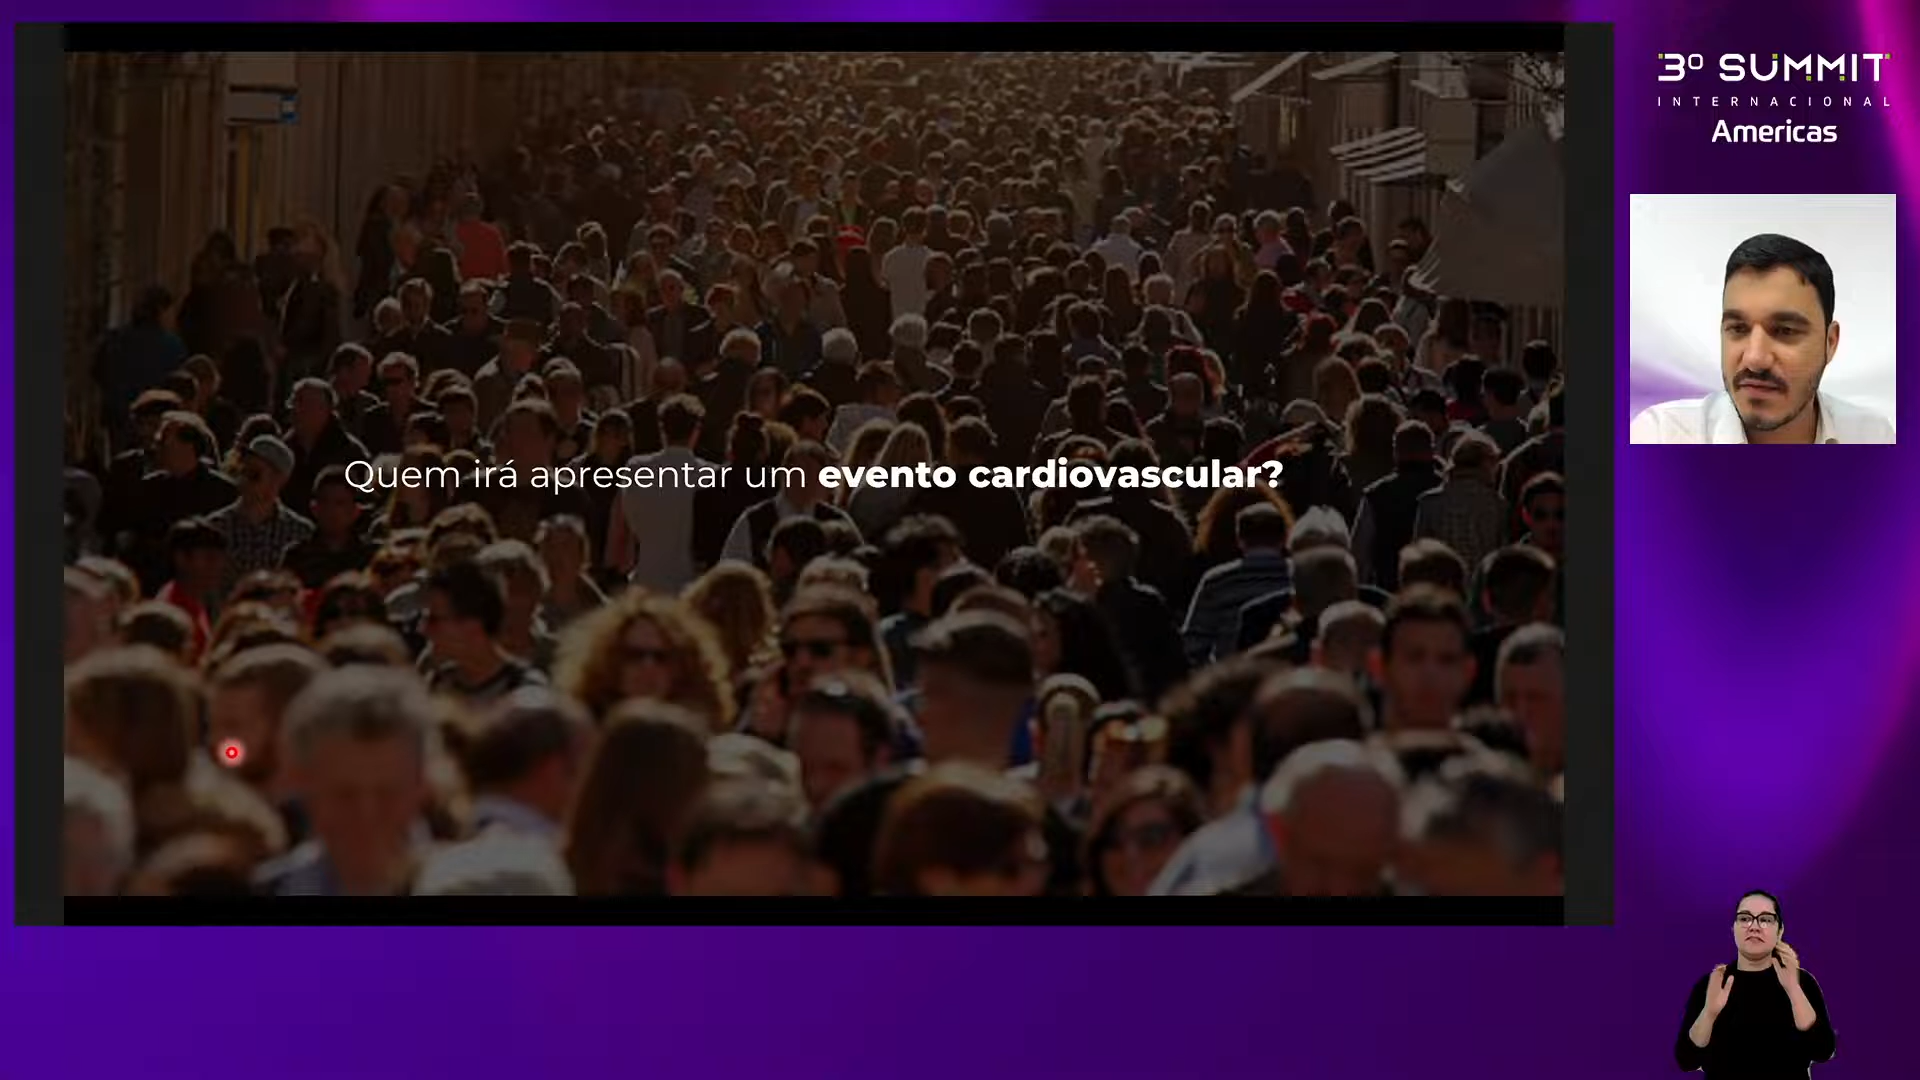 3º SUMMIT
INTERNACIONAL
Americas
Quem irá apresentar um evento cardiovascular?